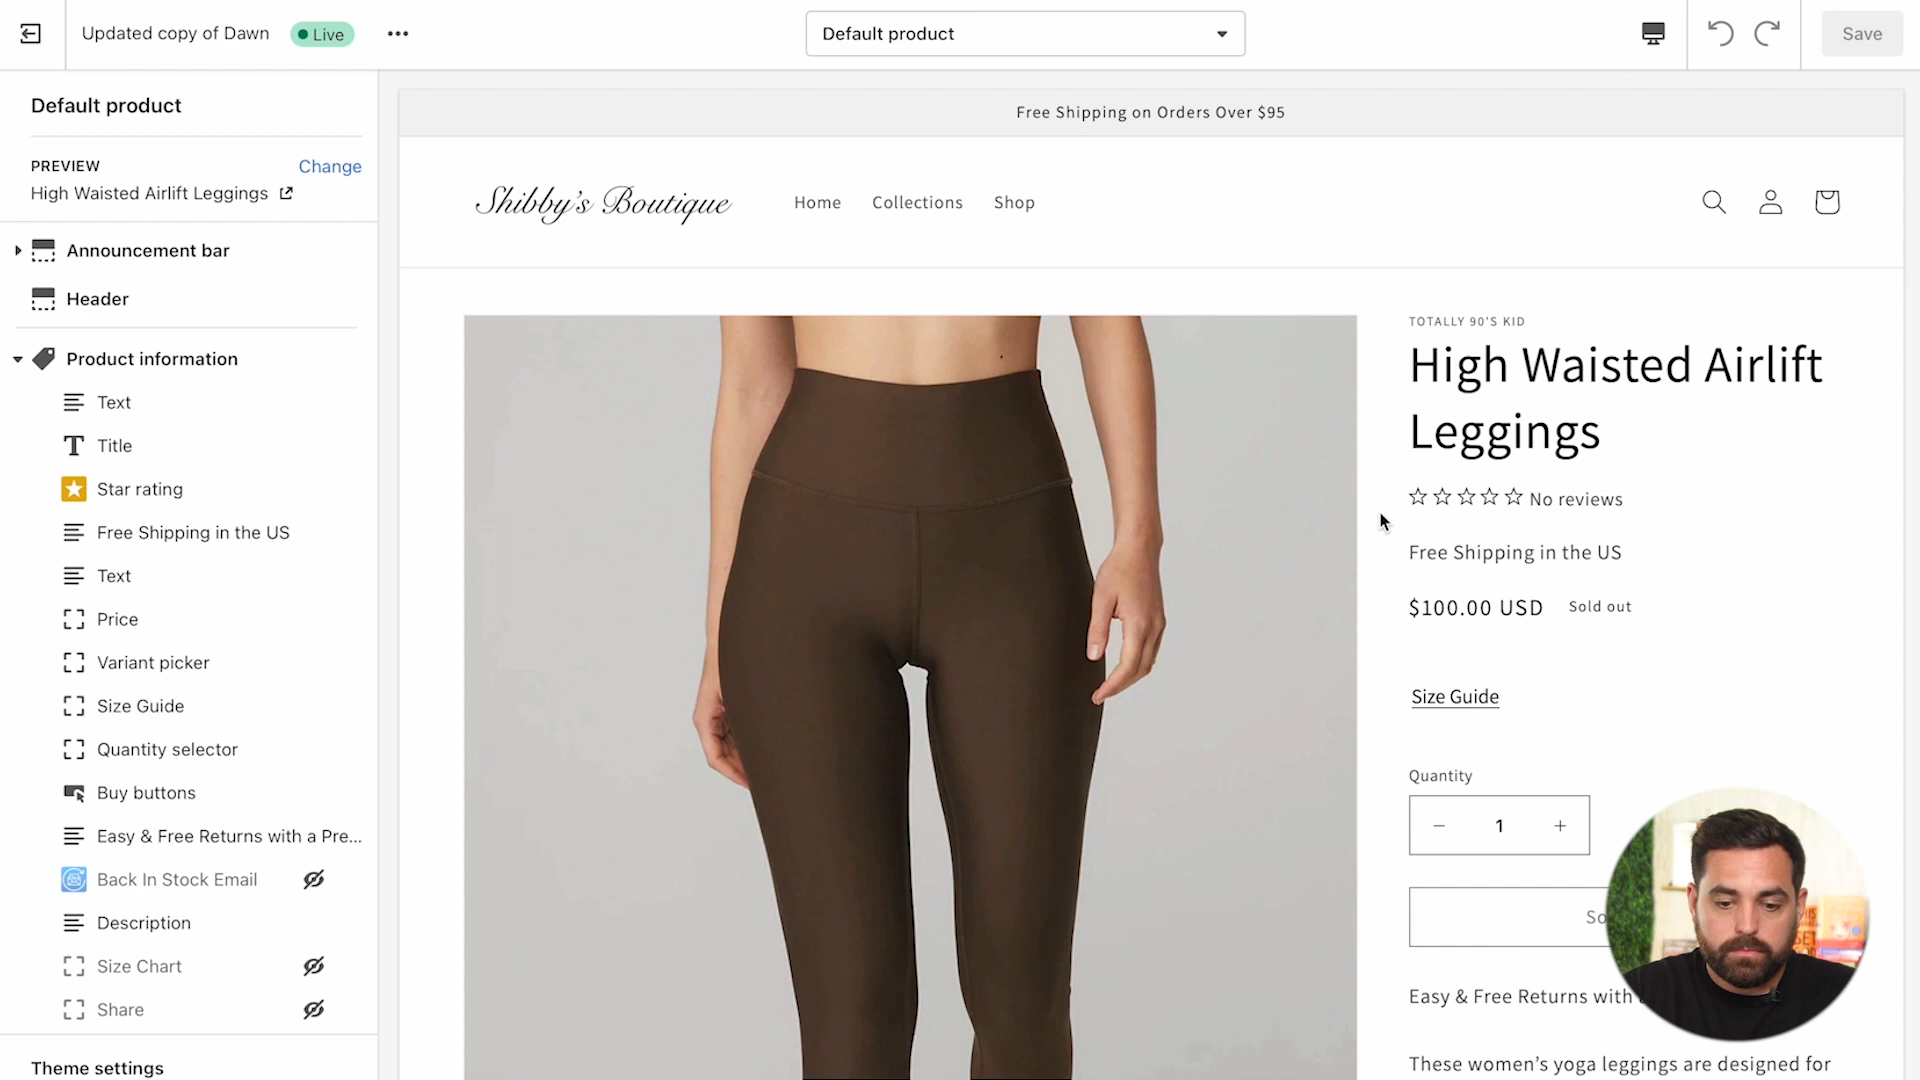 Updated copy of Dawn
Live
Default product
Save
Default product
PREVIEW
Change
High Waisted Airlift Leggings
Announcement bar
Header
Product information
Text
Title
Star rating
Free Shipping in the US
Text
Price
Variant picker
Size Guide
Quantity selector
Buy buttons
Easy & Free Returns with a Pre...
Back In Stock Email
Description
Size Chart
Share
Theme settings
Free Shipping on Orders Over $95
Shibby's Boutique
Home
Collections
Shop
TOTALLY 90'S KID
High Waisted Airlift
Leggings
No reviews
Free Shipping in the US
$100.00 USD
Sold out
Size Guide
Quantity
− 1 +
So
Easy & Free Returns with
These women’s yoga leggings are designed for